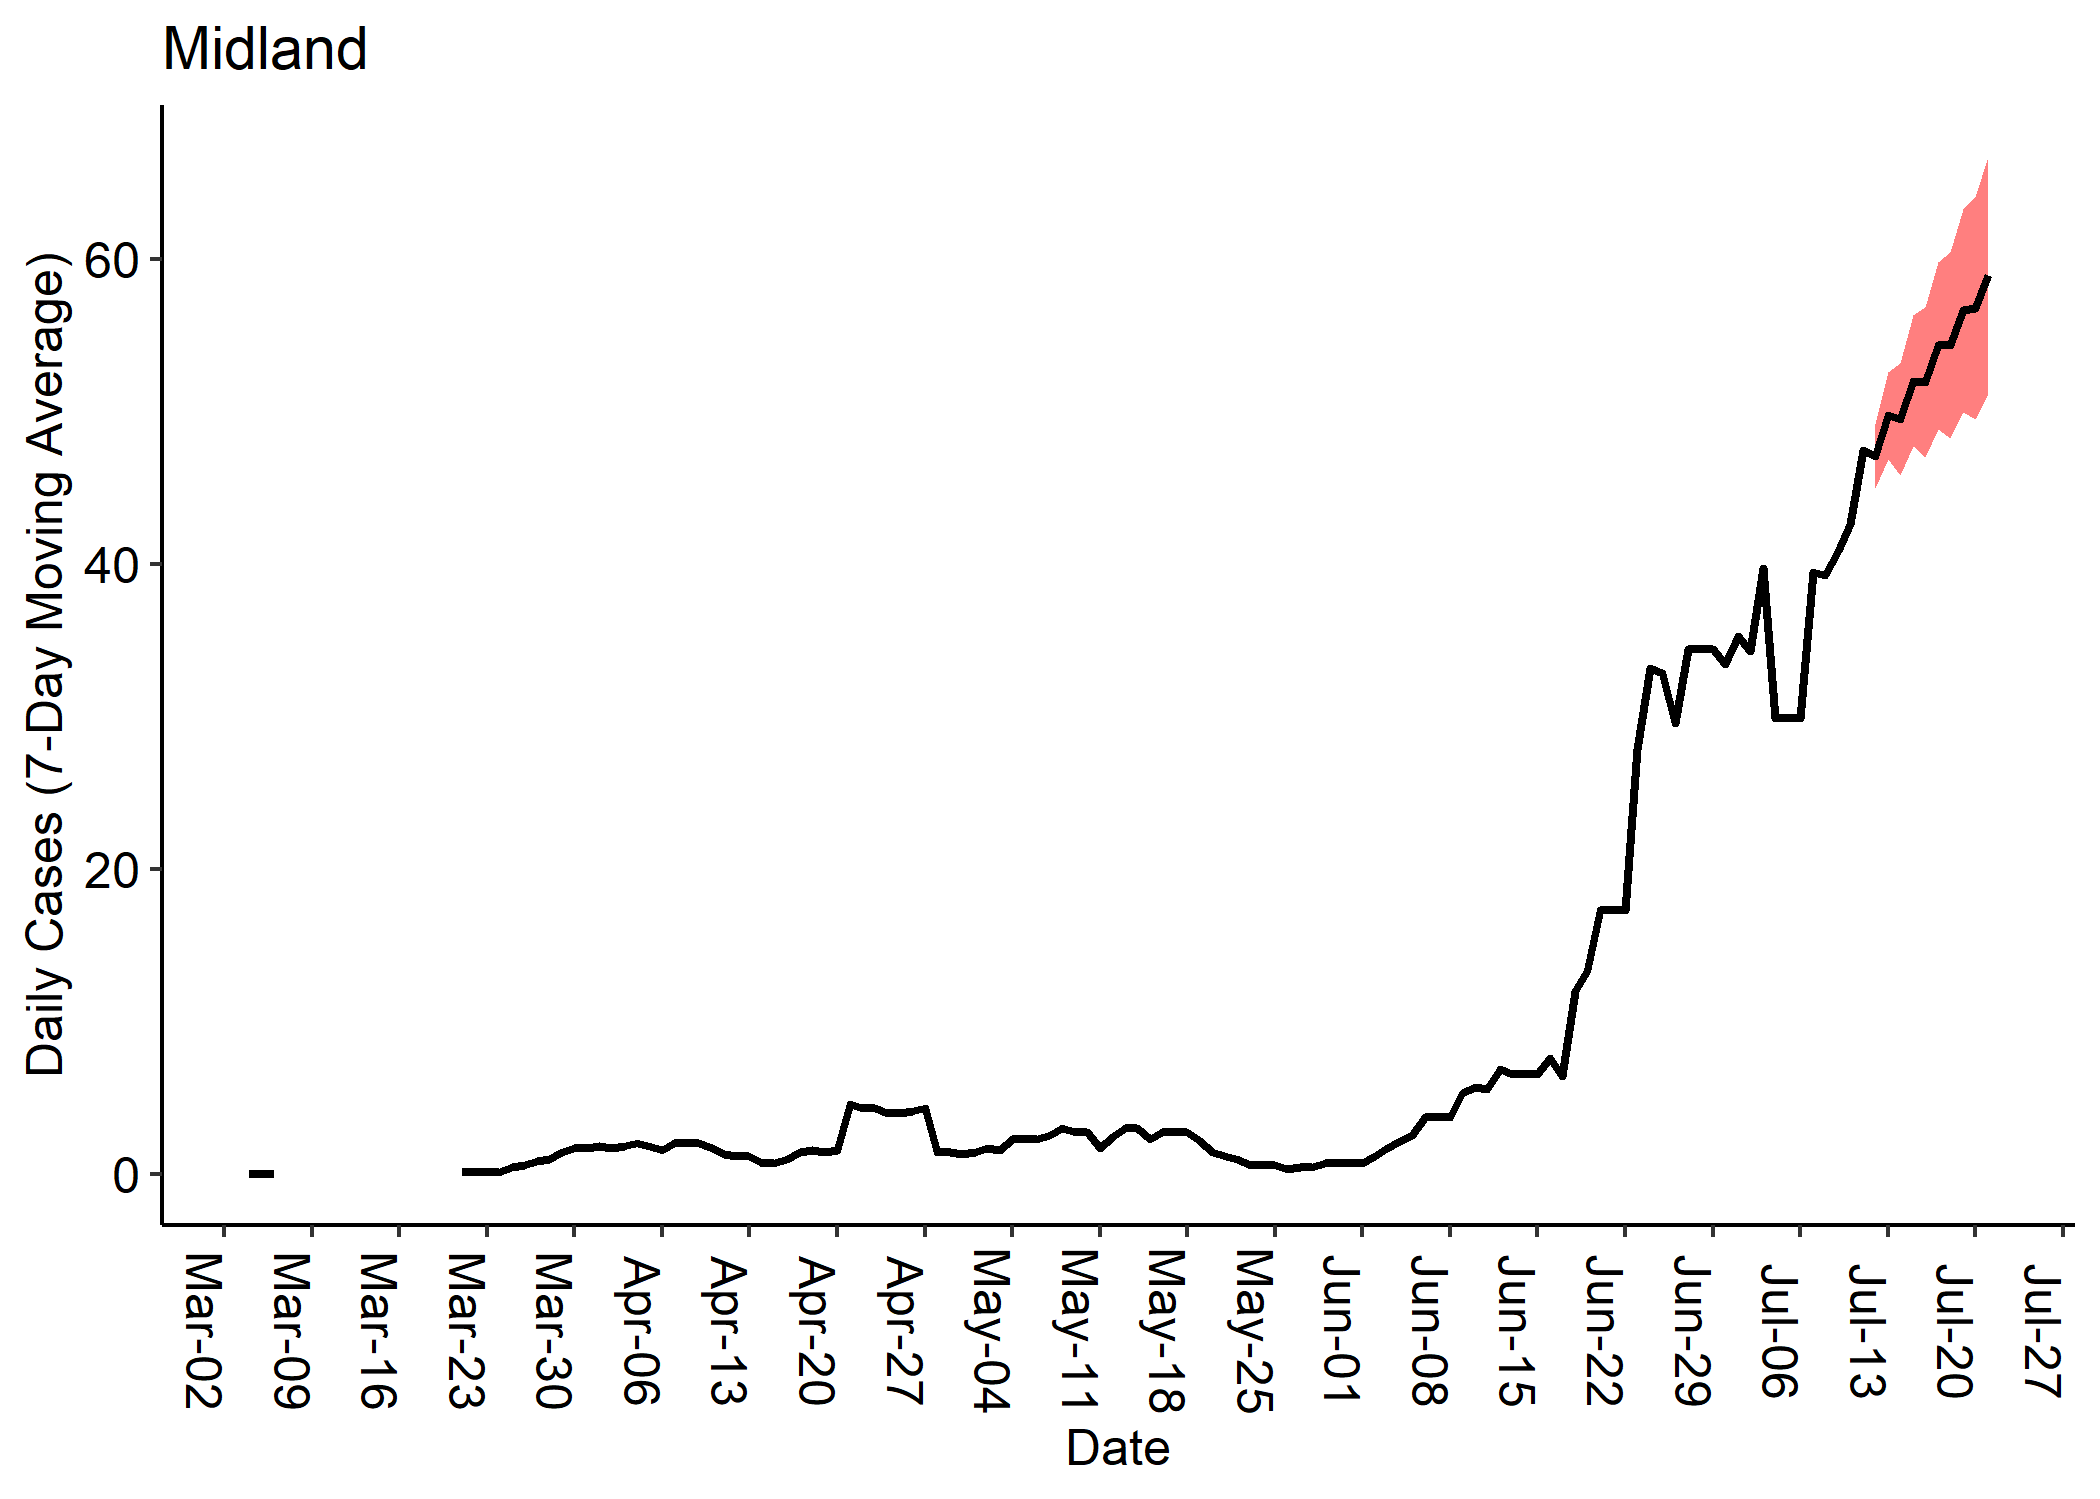 Midland
Daily Cases (7-Day Moving Average)
60
40
20
0
Mar-02
Mar-09
Mar-16
Mar-23
Mar-30
Apr-06
Apr-13
Apr-20
Apr-27
May-04
May-11
May-18
May-25
Jun-01
Jun-08
Jun-15
Jun-22
Jun-29
Jul-06
Jul-13
Jul-20
Jul-27
Date